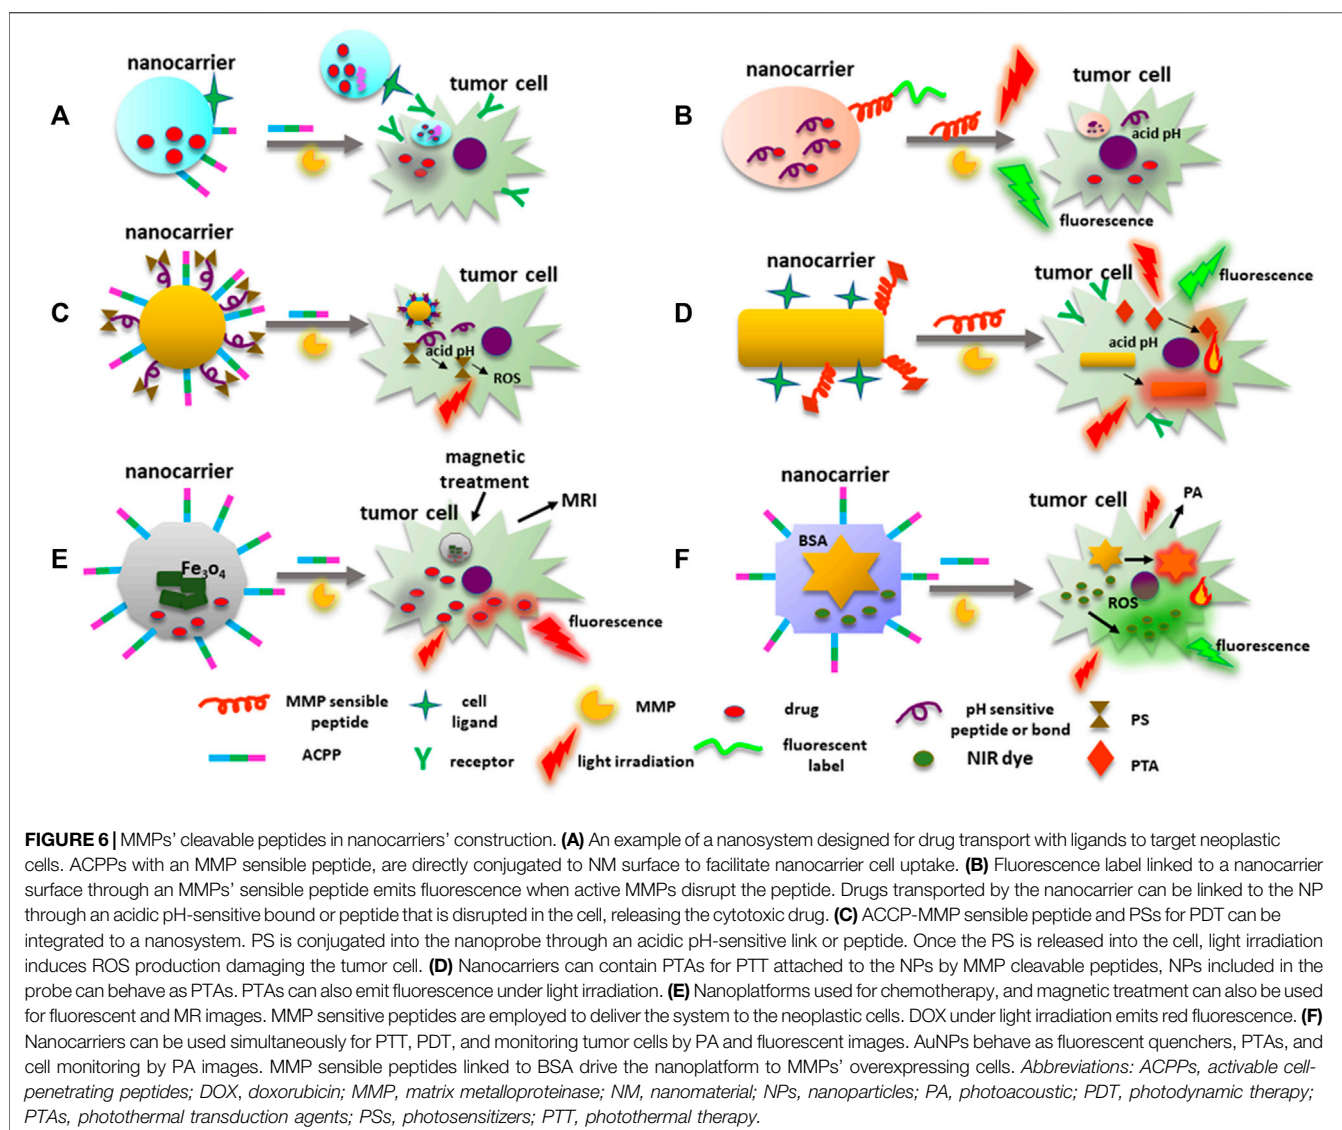 nanocarrier
tumor cell
A
nanocarrier
tumor cell
B
acid pH
fluorescence
nanocarrier
tumor cell
C
acid pH
ROS
nanocarrier
tumor cell
fluorescence
D
acid pH
nanocarrier
magnetic
treatment
MRI
tumor cell
E
Fe3o4
fluorescence
nanocarrier
tumor cell
PA
BSA
F
ROS
fluorescence
MMP sensible
peptide
cell
ligand
MMP
drug
pH sensitive
peptide or bond
PS
ACPP
receptor
light irradiation
fluorescent
label
NIR dye
PTA
FIGURE 6 | MMPs' cleavable peptides in nanocarriers' construction. (A) An example of a nanosystem designed for drug transport with ligands to target neoplastic
cells. ACPPs with an MMP sensible peptide, are directly conjugated to NM surface to facilitate nanocarrier cell uptake. (B) Fluorescence label linked to a nanocarrier
surface through an MMPs' sensible peptide emits fluorescence when active MMPs disrupt the peptide. Drugs transported by the nanocarrier can be linked to the NP
through an acidic pH-sensitive bound or peptide that is disrupted in the cell, releasing the cytotoxic drug. (C) ACCP-MMP sensible peptide and PSs for PDT can be
integrated to a nanosystem. PS is conjugated into the nanoprobe through an acidic pH-sensitive link or peptide. Once the PS is released into the cell, light irradiation
induces ROS production damaging the tumor cell. (D) Nanocarriers can contain PTAs for PTT attached to the NPs by MMP cleavable peptides, NPs included in the
probe can behave as PTAs. PTAs can also emit fluorescence under light irradiation. (E) Nanoplatforms used for chemotherapy, and magnetic treatment can also be used
for fluorescent and MR images. MMP sensitive peptides are employed to deliver the system to the neoplastic cells. DOX under light irradiation emits red fluorescence. (F)
Nanocarriers can be used simultaneously for PTT, PDT, and monitoring tumor cells by PA and fluorescent images. AuNPs behave as fluorescent quenchers, PTAs, and
cell monitoring by PA images. MMP sensible peptides linked to BSA drive the nanoplatform to MMPs' overexpressing cells. Abbreviations: ACPPs, activable cell-
penetrating peptides; DOX, doxorubicin; MMP, matrix metalloproteinase; NM, nanomaterial; NPs, nanoparticles; PA, photoacoustic; PDT, photodynamic therapy;
PTAs, photothermal transduction agents; PSs, photosensitizers; PTT, photothermal therapy.